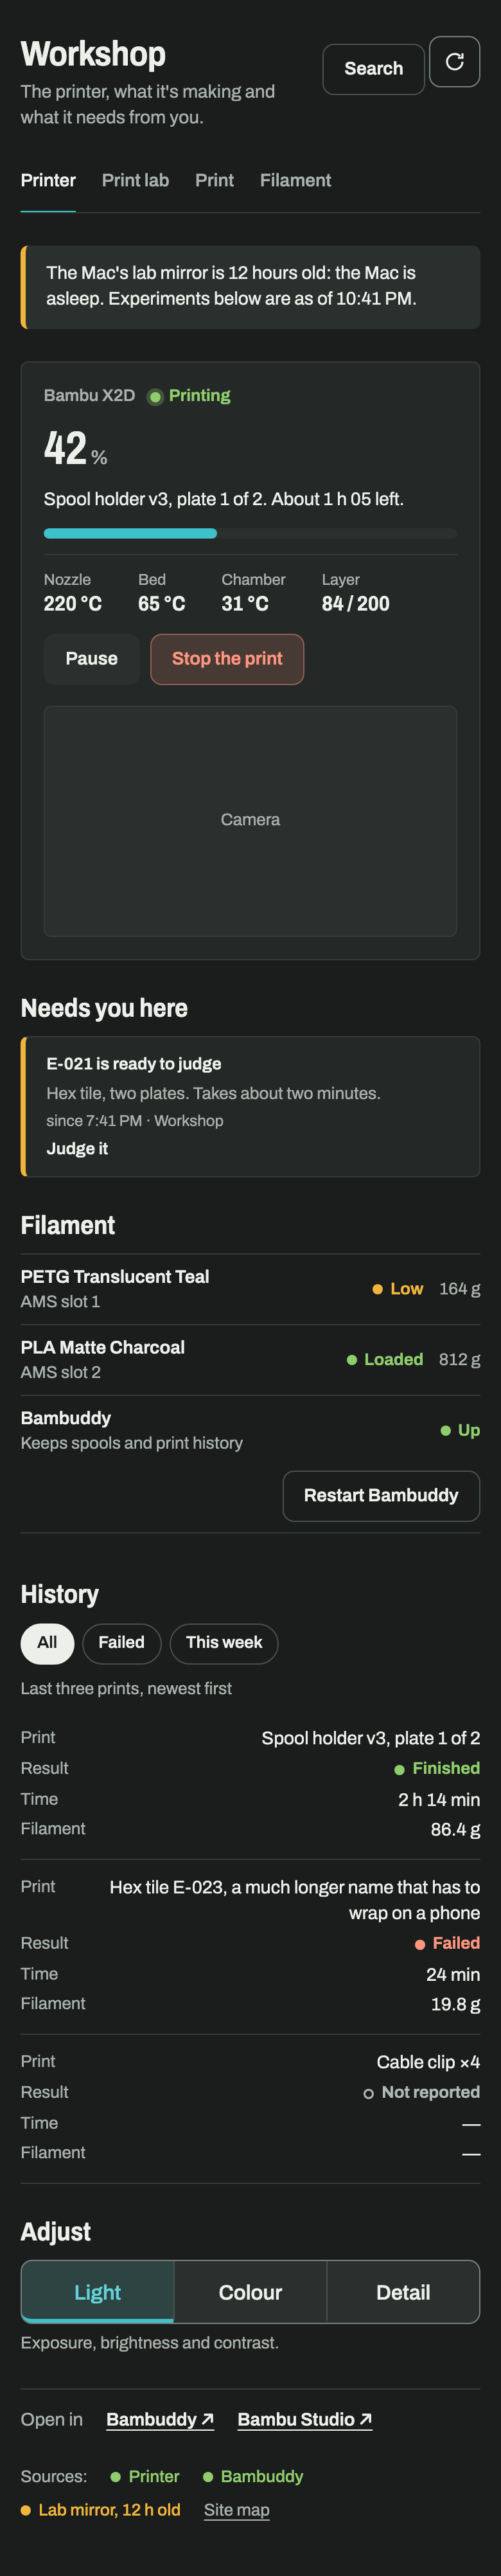 Workshop
The printer, what it's making and
what it needs from you.
Search
Printer Print lab Print Filament
The Mac's lab mirror is 12 hours old: the Mac is
asleep. Experiments below are as of 10:41 PM.
Bambu X2D Printing
42 %
Spool holder v3, plate 1 of 2. About 1 h 05 left.
Nozzle Bed Chamber Layer
220 °C 65 °C 31 °C 84 / 200
Pause Stop the print
Camera
Needs you here
E-021 is ready to judge
Hex tile, two plates. Takes about two minutes.
since 7:41 PM · Workshop
Judge it
Filament
PETG Translucent Teal
AMS slot 1
Low 164 g
PLA Matte Charcoal
AMS slot 2
Loaded 812 g
Bambuddy
Keeps spools and print history
Up
Restart Bambuddy
History
All Failed This week
Last three prints, newest first
Print Spool holder v3, plate 1 of 2
Result Finished
Time 2 h 14 min
Filament 86.4 g
Print Hex tile E-023, a much longer name that has to
wrap on a phone
Result Failed
Time 24 min
Filament 19.8 g
Print Cable clip ×4
Result Not reported
Time —
Filament —
Adjust
Light Colour Detail
Exposure, brightness and contrast.
Open in Bambuddy ↗ Bambu Studio ↗
Sources: Printer Bambuddy
Lab mirror, 12 h old Site map